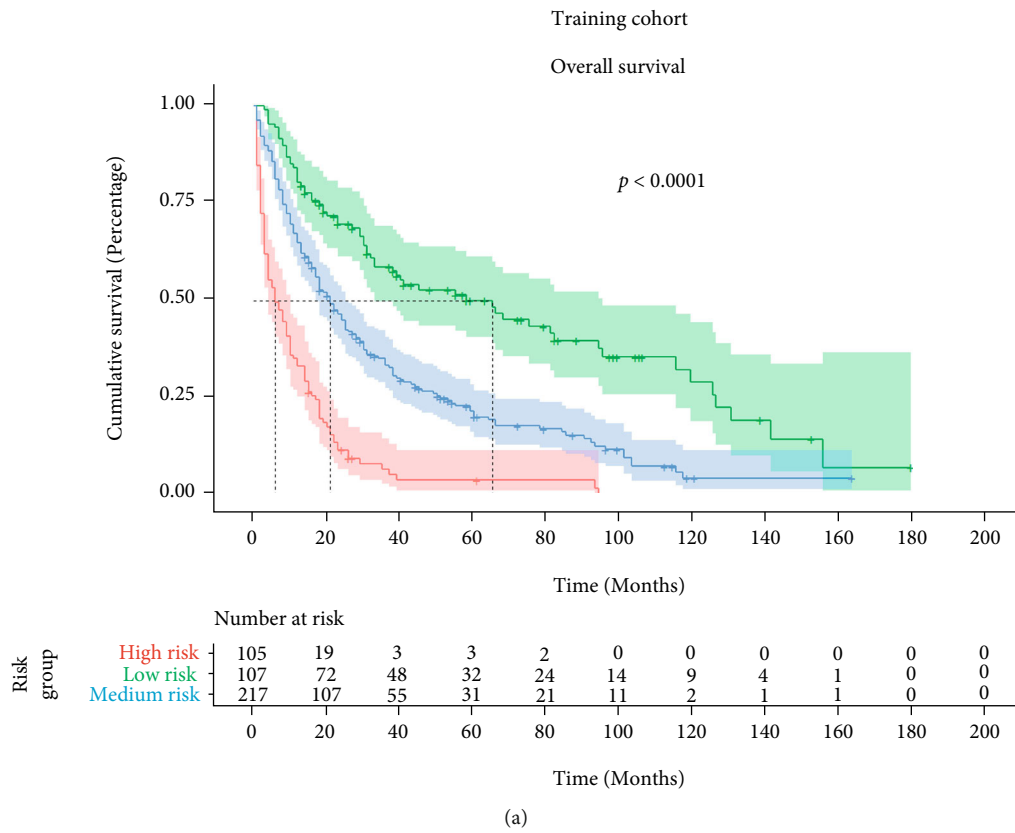 Training cohort
Overall survival
Cumulative survival (Percentage)
1.00
0.75
0.50
0.25
0.00
p < 0.0001
0 20 40 60 80 100 120 140 160 180 200
Time (Months)
Number at risk
Risk group
High risk 105 19 3 3 2 0 0 0 0 0 0
Low risk 107 72 48 32 24 14 9 4 1 0 0
Medium risk 217 107 55 31 21 11 2 1 1 0 0
0 20 40 60 80 100 120 140 160 180 200
Time (Months)
(a)